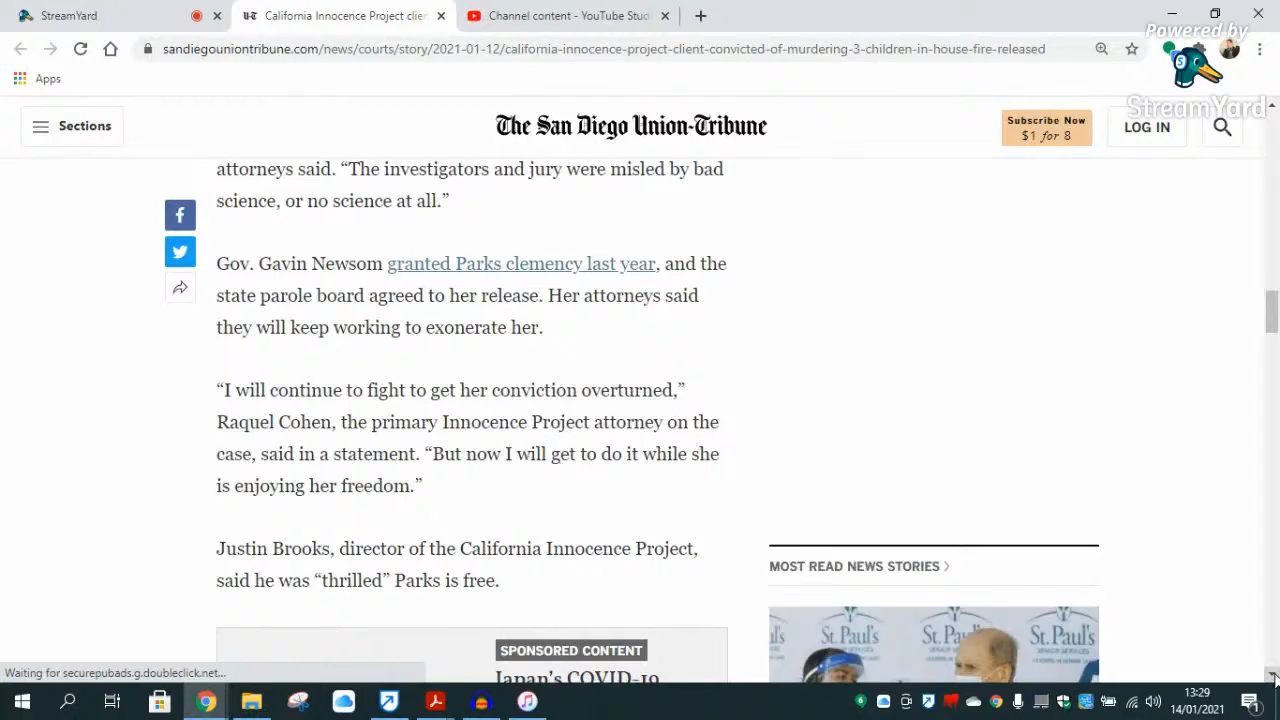 StreamYard
California Innocence Project clie
Channel content - YouTube Stud
sandiegouniontribune.com/news/courts/story/2021-01-12/california-innocence-project-client-convicted-of-murdering-3-children-in-house-fire-released
Powered by
StreamYard
Apps
Sections
The San Diego Union-Tribune
Subscribe Now
$1 for 8
LOG IN
attorneys said. “The investigators and jury were misled by bad
science, or no science at all.”
Gov. Gavin Newsom granted Parks clemency last year, and the
state parole board agreed to her release. Her attorneys said
they will keep working to exonerate her.
“I will continue to fight to get her conviction overturned,”
Raquel Cohen, the primary Innocence Project attorney on the
case, said in a statement. “But now I will get to do it while she
is enjoying her freedom.”
Justin Brooks, director of the California Innocence Project,
said he was “thrilled” Parks is free.
MOST READ NEWS STORIES
St. Paul's
St. Paul's
SPONSORED CONTENT
Japan's COVID-19
Waiting for securepubads.g.doubleclick.net...
13:29
14/01/2021